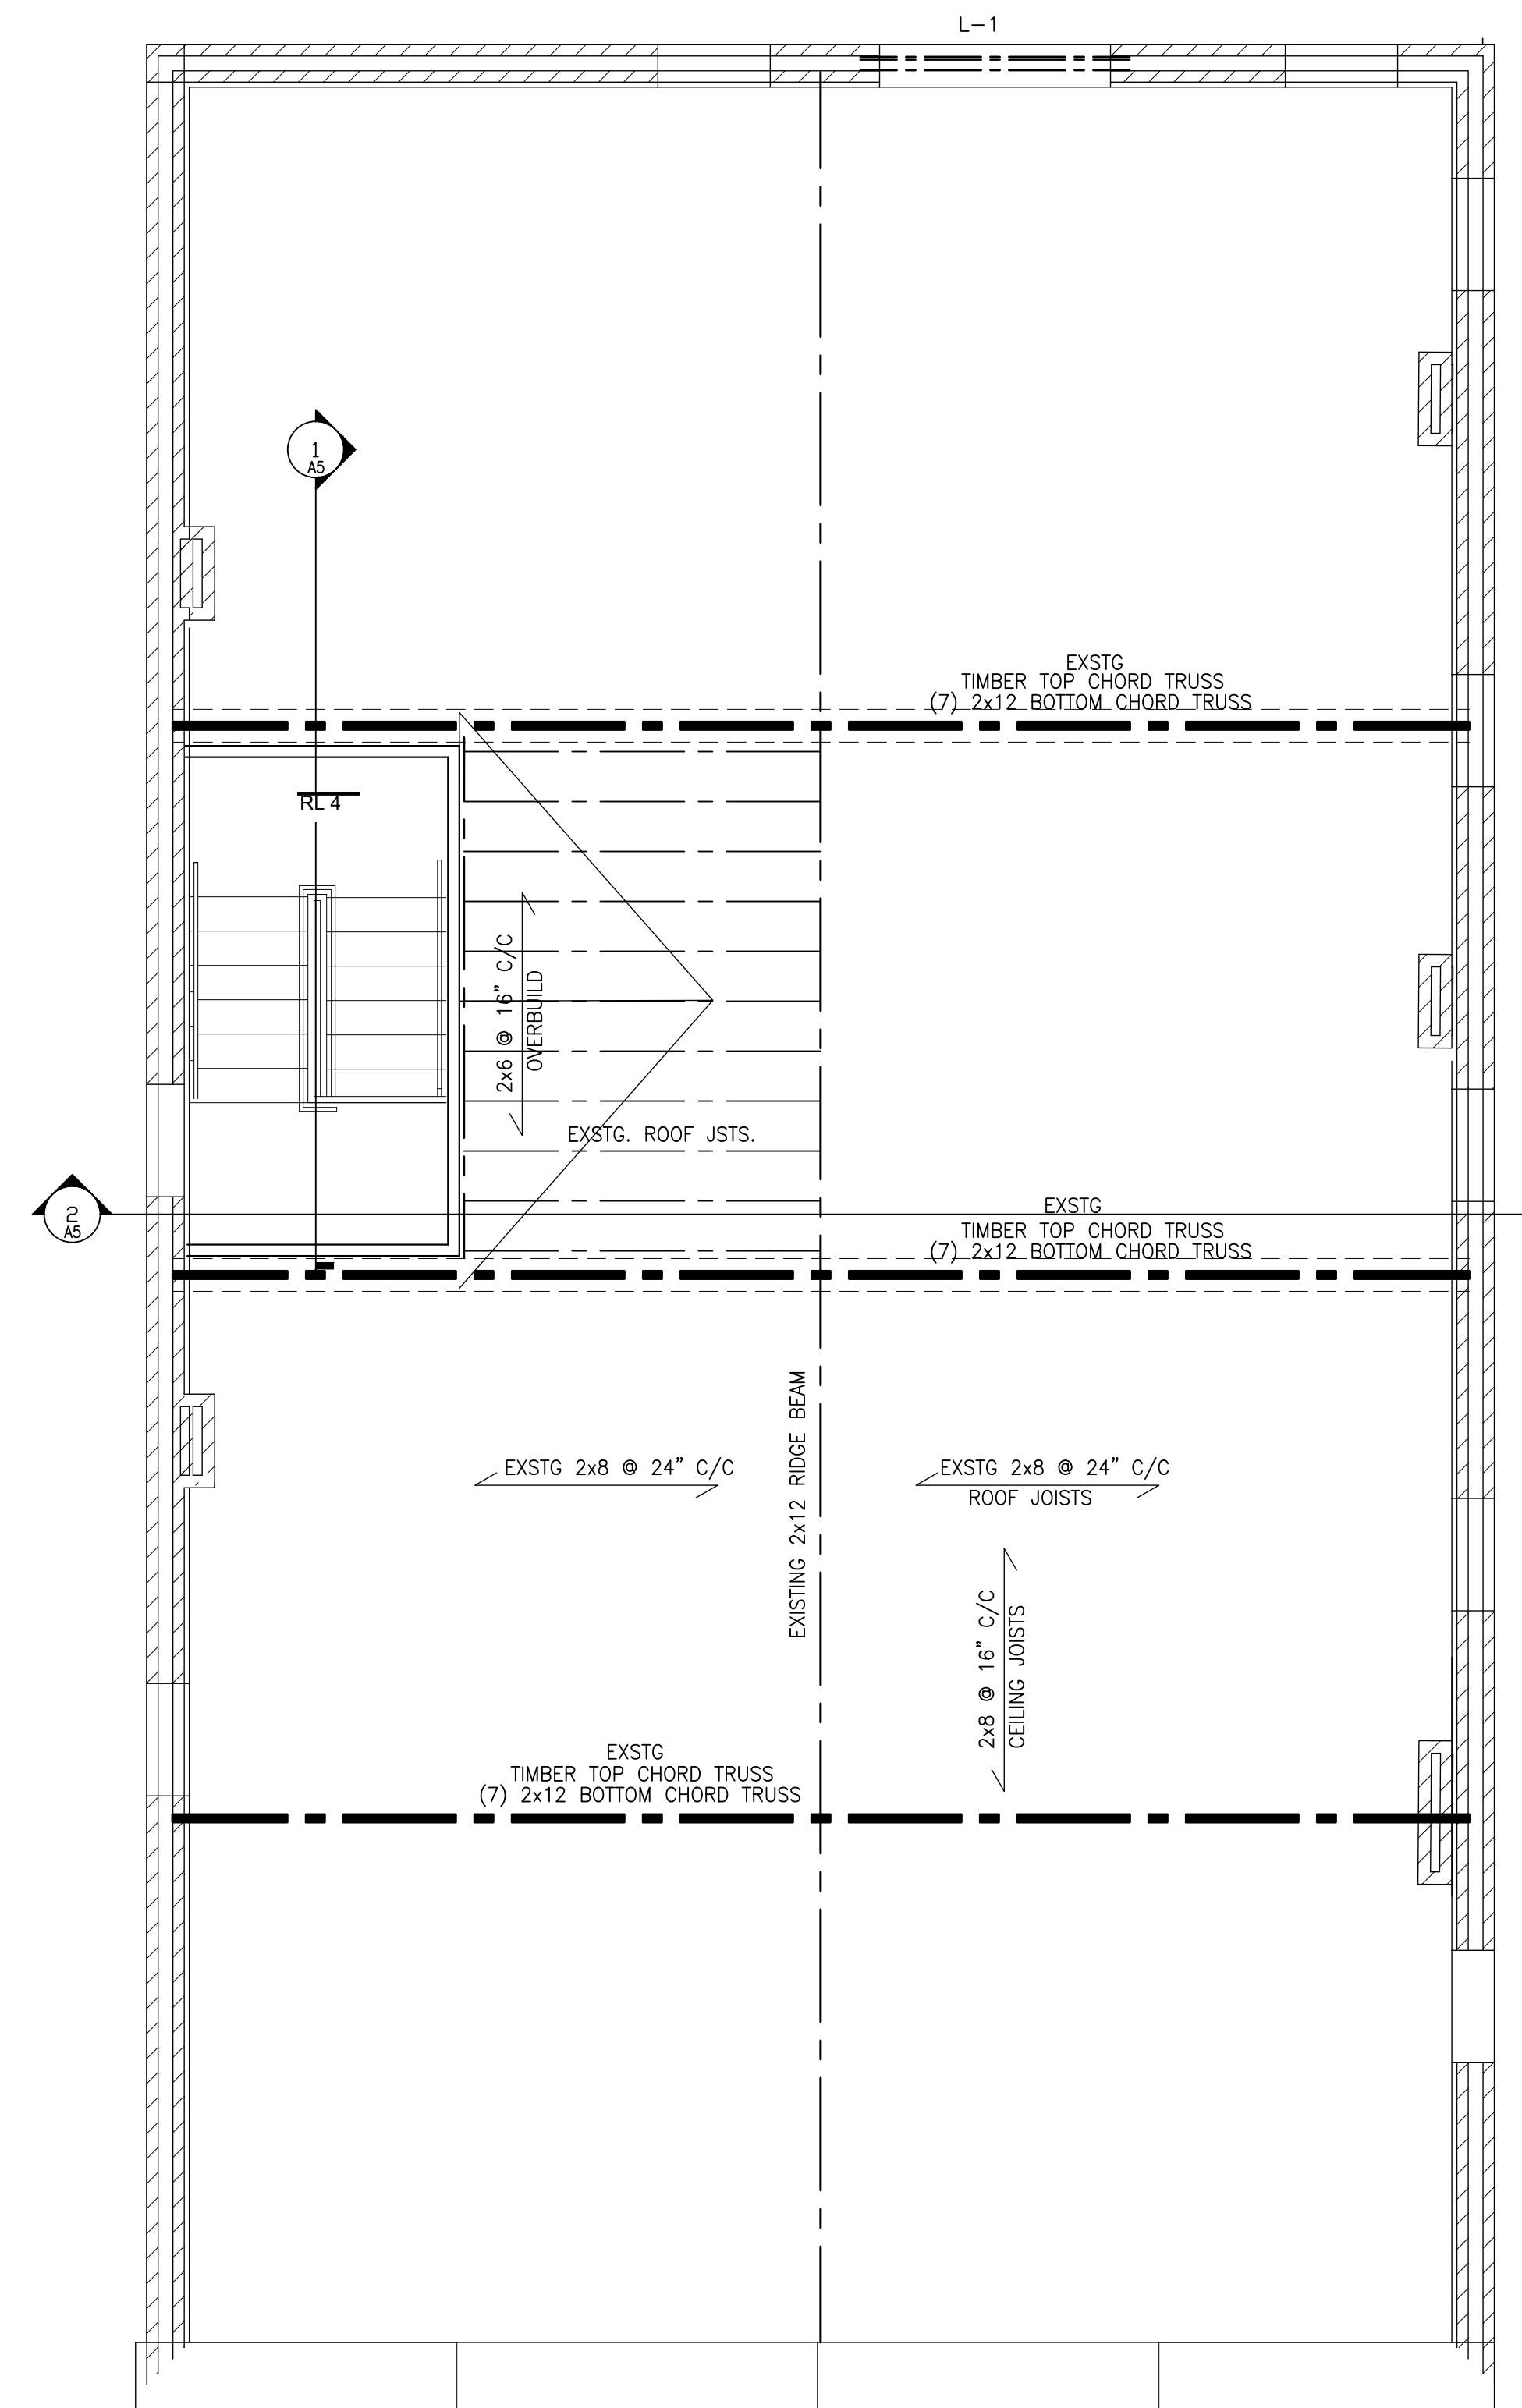 L-1
1
A5
EXSTG
TIMBER TOP CHORD TRUSS
(7) 2x12 BOTTOM CHORD TRUSS
RL 4
2x6 @ 16" C/C
OVERBUILD
EXSTG. ROOF JSTS.
2
A5
EXSTG
TIMBER TOP CHORD TRUSS
(7) 2x12 BOTTOM CHORD TRUSS
EXISTING 2x12 RIDGE BEAM
EXSTG 2x8 @ 24" C/C
EXSTG 2x8 @ 24" C/C
ROOF JOISTS
2x8 @ 16" C/C
CEILING JOISTS
EXSTG
TIMBER TOP CHORD TRUSS
(7) 2x12 BOTTOM CHORD TRUSS